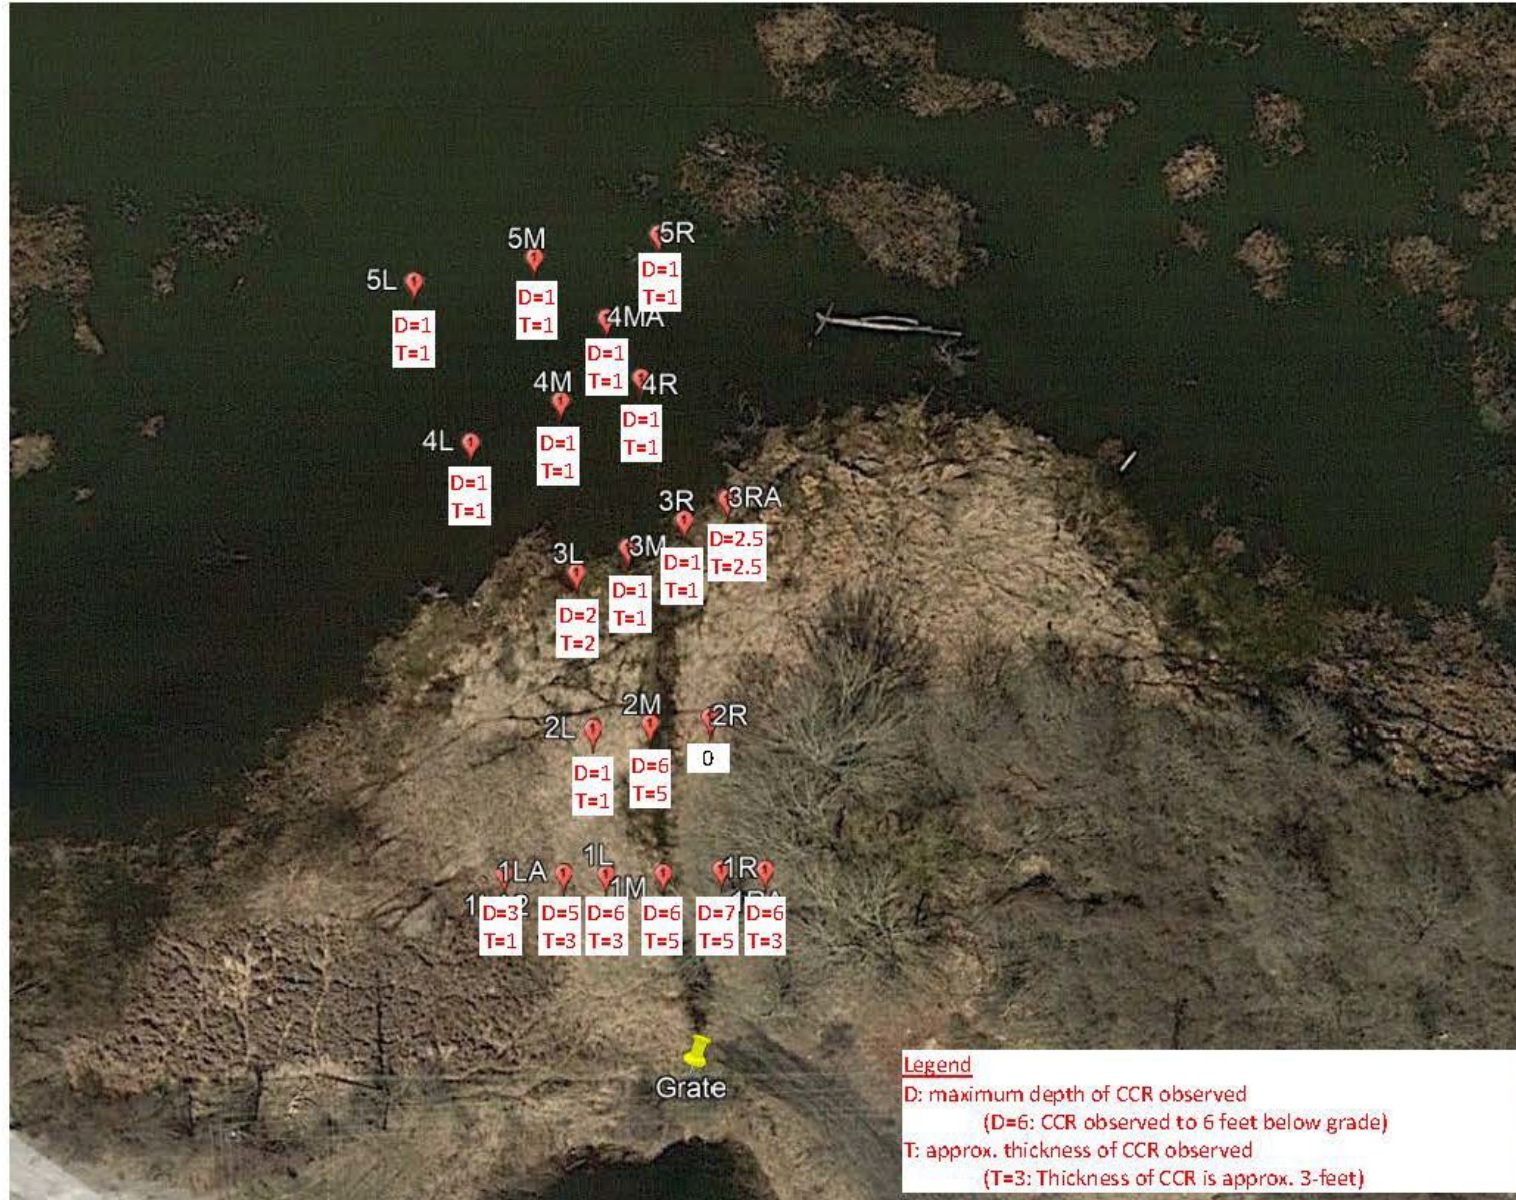 5R
5M
D=1
T=1
5L
D=1
T=1
4MA
D=1
T=1
D=1
T=1
4M
4R
D=1
T=1
4L
D=1
T=1
D=1
T=1
3R
3RA
D=2.5
T=2.5
3M
3L
D=1
T=1
D=1
T=1
D=2
T=2
2M
2R
2L
0
D=6
T=5
D=1
T=1
1L
1LA
1R
1M
D=3 D=5 D=6 D=6 D=7 D=6
T=1 T=3 T=3 T=5 T=5 T=3
Grate
Legend
D: maximum depth of CCR observed
(D=6: CCR observed to 6 feet below grade)
T: approx. thickness of CCR observed
(T=3: Thickness of CCR is approx. 3-feet)